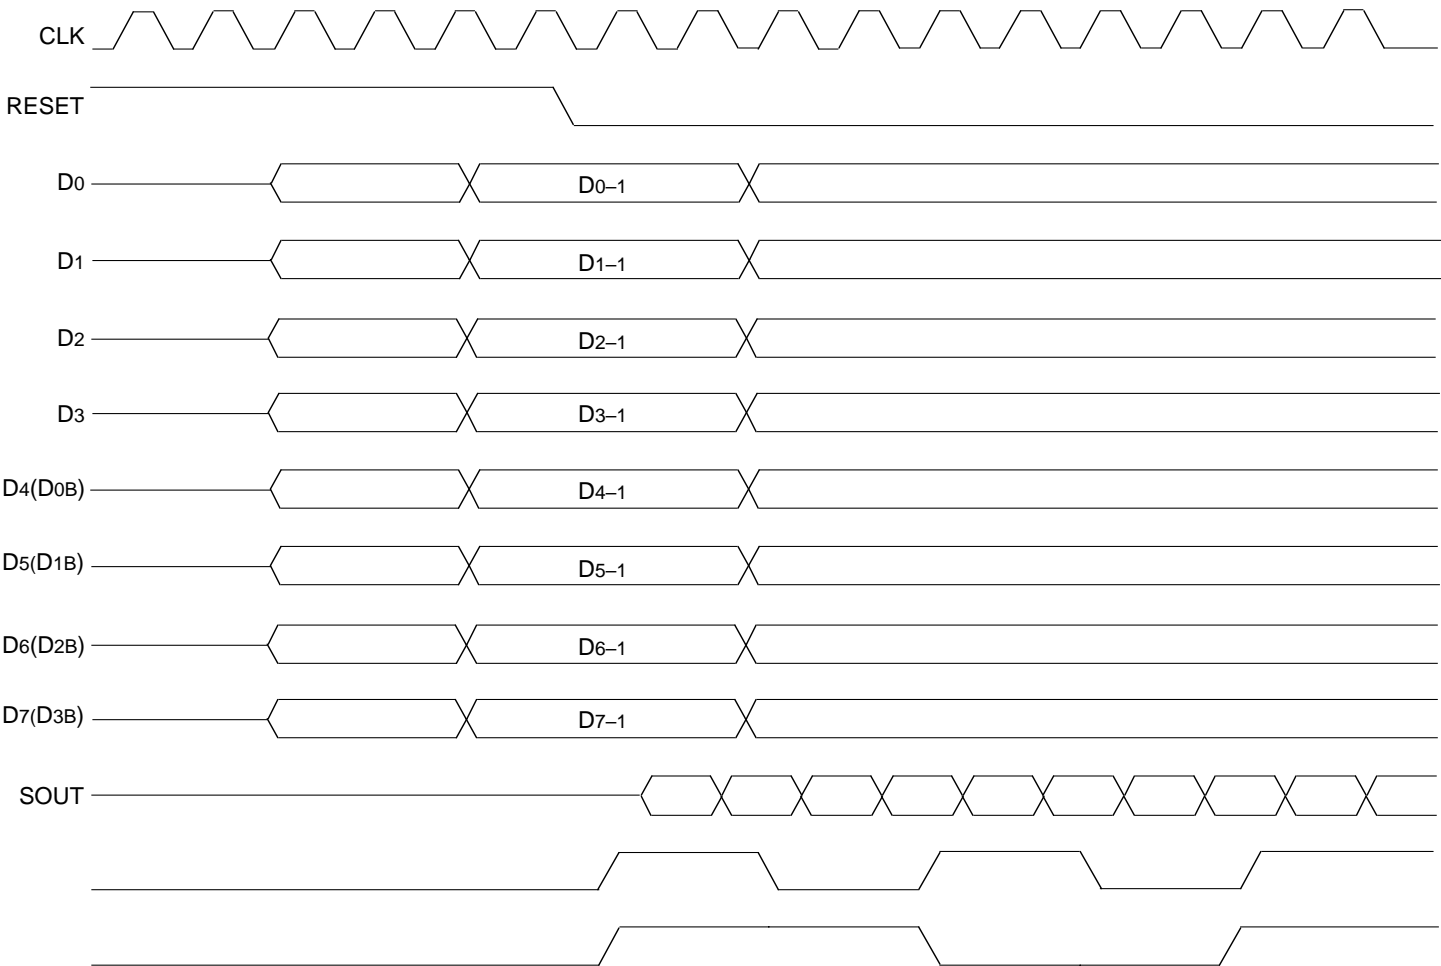 CLK
RESET
D0
D0–1
D1
D1–1
D2
D2–1
D3
D3–1
D4(D0B)
D4–1
D5(D1B)
D5–1
D6(D2B)
D6–1
D7(D3B)
D7–1
SOUT